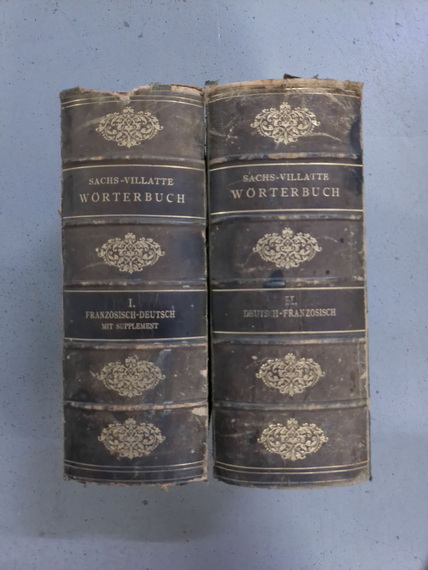 SACHS-VILLATTE
WÖRTERBUCH
I.
FRANZÖSISCH-DEUTSCH
MIT SUPPLEMENT
SACHS-VILLATTE
WÖRTERBUCH
II.
DEUTSCH-FRANZÖSISCH